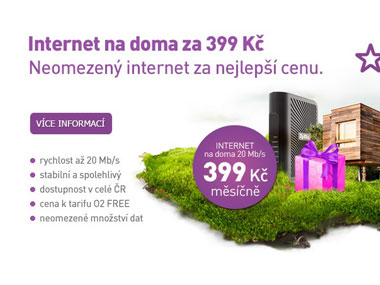 Internet na doma za 399 Kč
Neomezený internet za nejlepší cenu.
VÍCE INFORMACÍ
rychlost až 20 Mb/s
stabilní a spolehlivý
dostupnost v celé ČR
cena k tarifu O2 FREE
neomezené množství dat
INTERNET
na doma 20 Mb/s
399 Kč
měsíčně